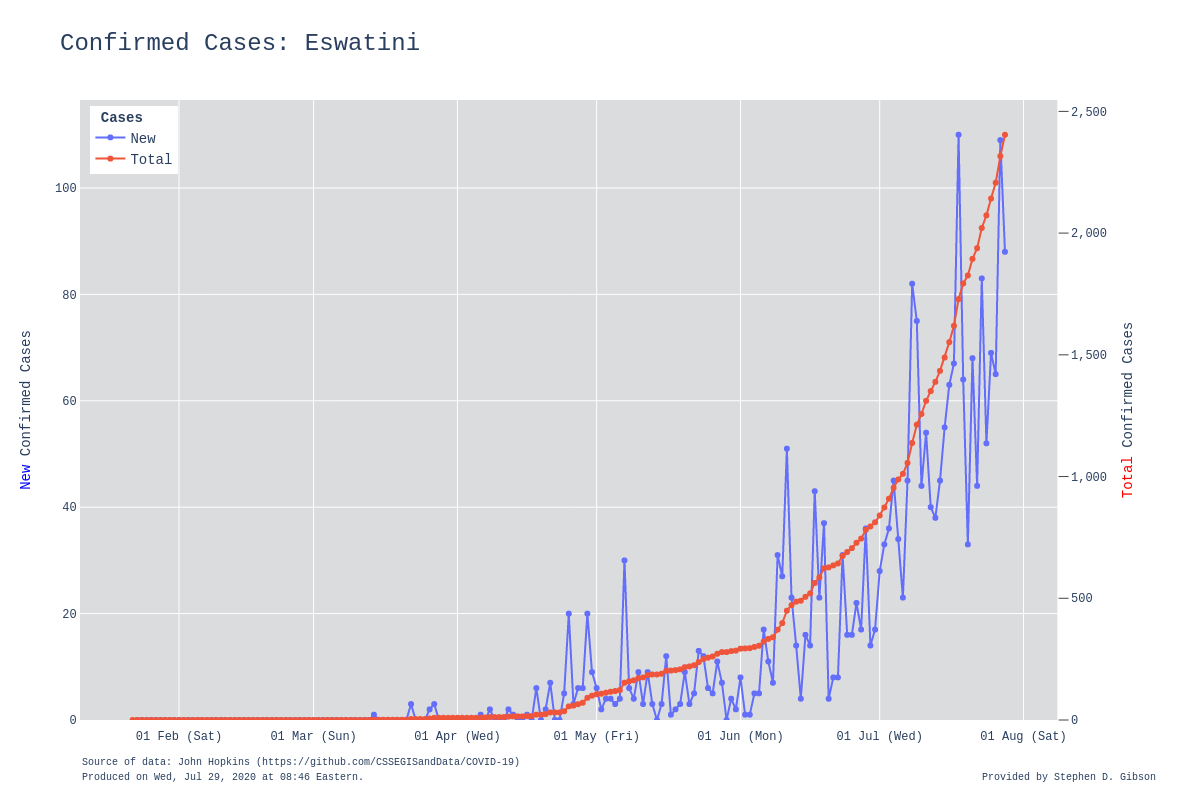 Confirmed Cases: Eswatini
Cases
New
Total
100
80
60
40
20
0
2,500
2,000
1,500
1,000
500
0
New Confirmed Cases
Total Confirmed Cases
01 Feb (Sat)
01 Mar (Sun)
01 Apr (Wed)
01 May (Fri)
01 Jun (Mon)
01 Jul (Wed)
01 Aug (Sat)
Source of data: John Hopkins (https://github.com/CSSEGISandData/COVID-19)
Produced on Wed, Jul 29, 2020 at 08:46 Eastern.
Provided by Stephen D. Gibson